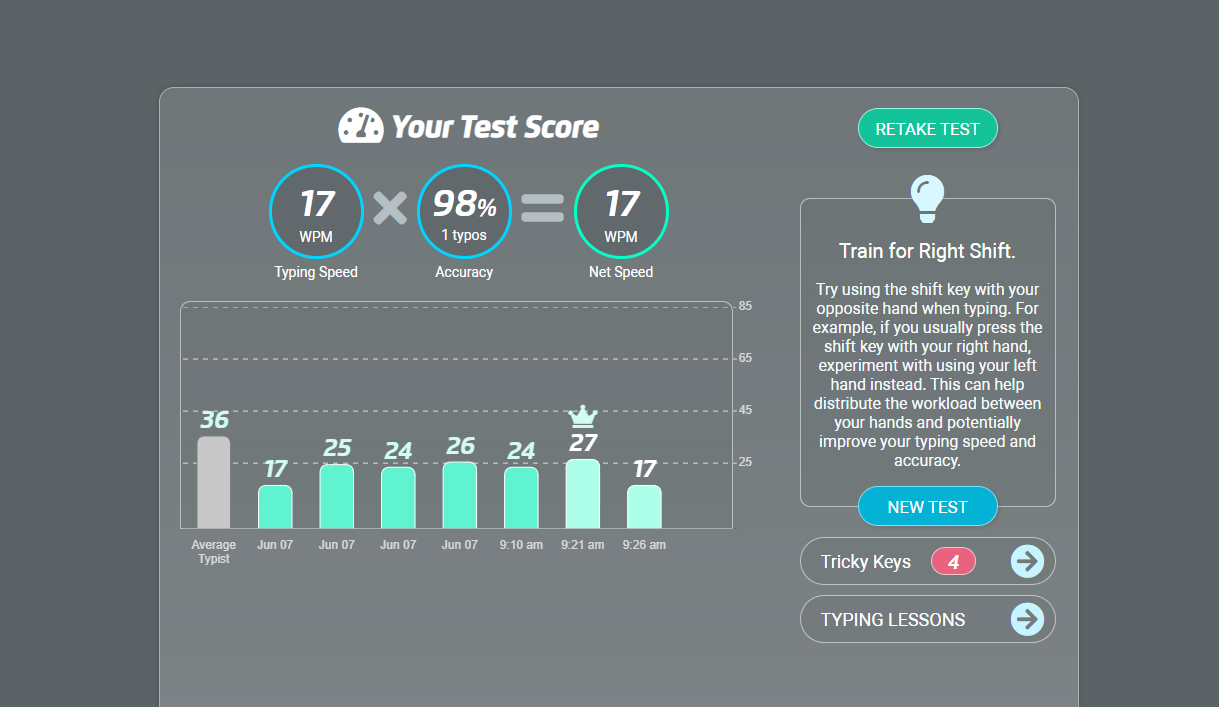 Your Test Score
17
WPM
Typing Speed
98%
1 typos
Accuracy
17
WPM
Net Speed
85
65
45
25
36
17
25
24
26
24
27
17
Average
Typist
Jun 07
Jun 07
Jun 07
Jun 07
9:10 am
9:21 am
9:26 am
RETAKE TEST
Train for Right Shift.
Try using the shift key with your
opposite hand when typing. For
example, if you usually press the
shift key with your right hand,
experiment with using your left
hand instead. This can help
distribute the workload between
your hands and potentially
improve your typing speed and
accuracy.
NEW TEST
Tricky Keys 4
TYPING LESSONS